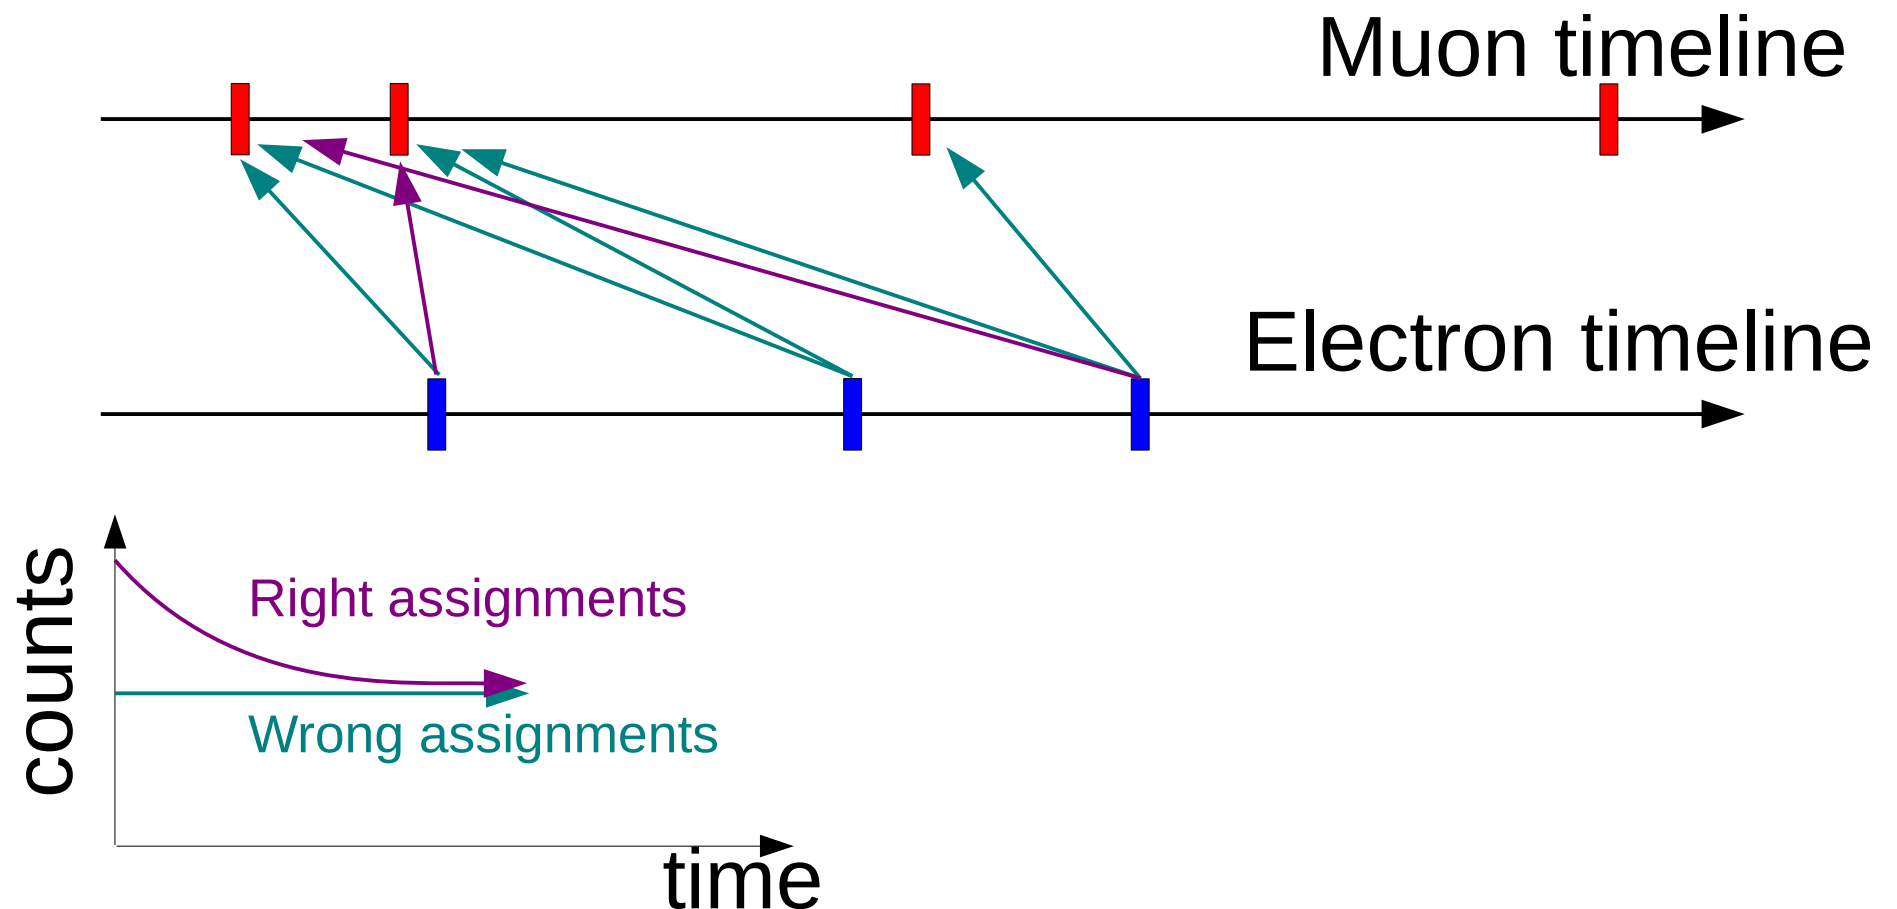 Muon timeline
Electron timeline
counts
Right assignments
Wrong assignments
time